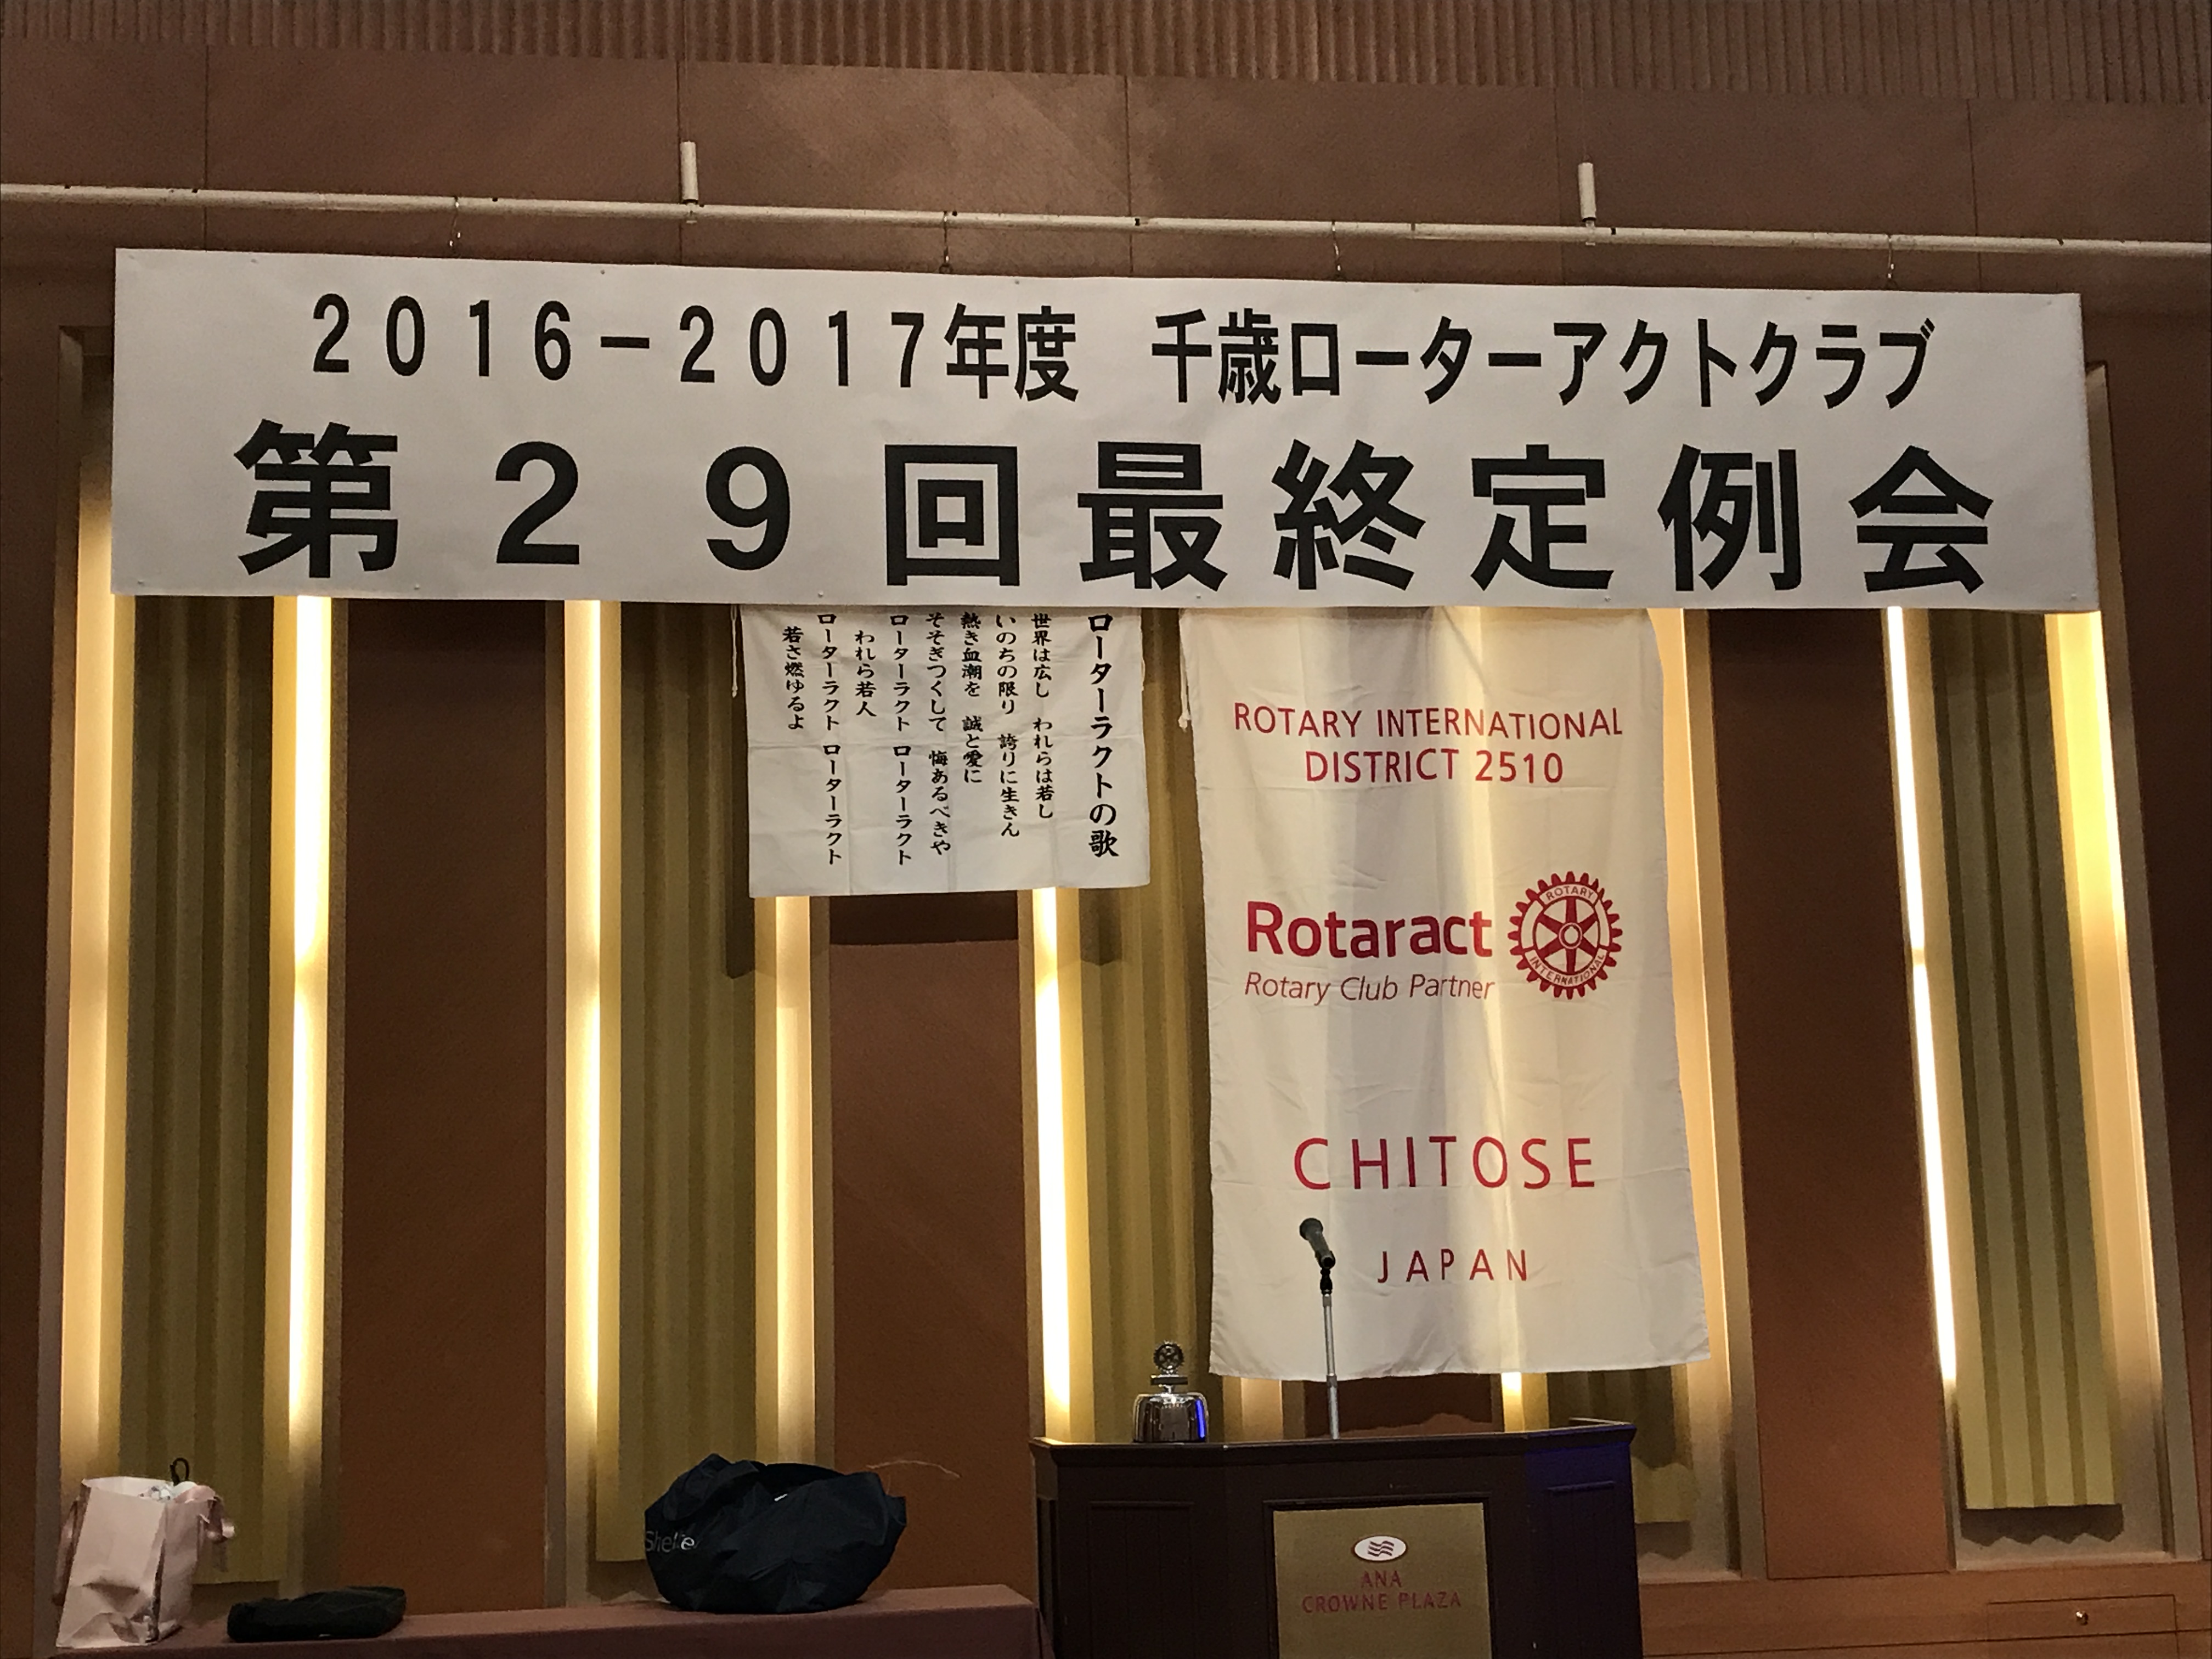 ２０１６－２０１７年度　千歳ローターアクトクラブ
第２９回最終定例会
ローターラクトの歌
世界は広し　われらは若し
いのちの限り　誇りに生きん
熱き血潮を　誠と愛に
そそぎつくして　悔あるべきや
ローターラクト　ローターラクト
われら若人
ローターラクト　ローターラクト
若さ燃ゆるよ
ROTARY INTERNATIONAL
DISTRICT 2510
Rotaract
Rotary Club Partner
ROTARY
INTERNATIONAL
CHITOSE
JAPAN
ANA
CROWNE PLAZA